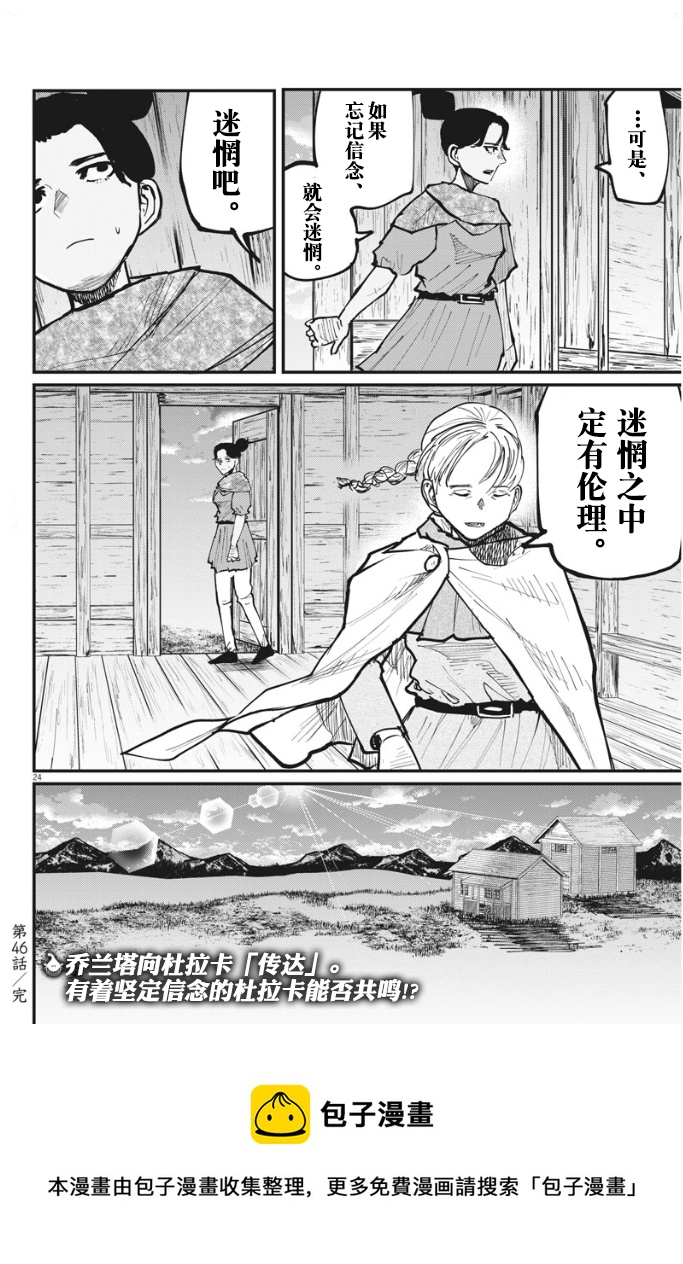 …可是、
如果
忘记信念、
就会迷惘。
迷惘吧。
迷惘之中
定有伦理。
24
第46話／完
乔兰塔向杜拉卡「传达」。
有着坚定信念的杜拉卡能否共鸣!?
包子漫畫
本漫畫由包子漫畫收集整理，更多免費漫画請搜索「包子漫畫」